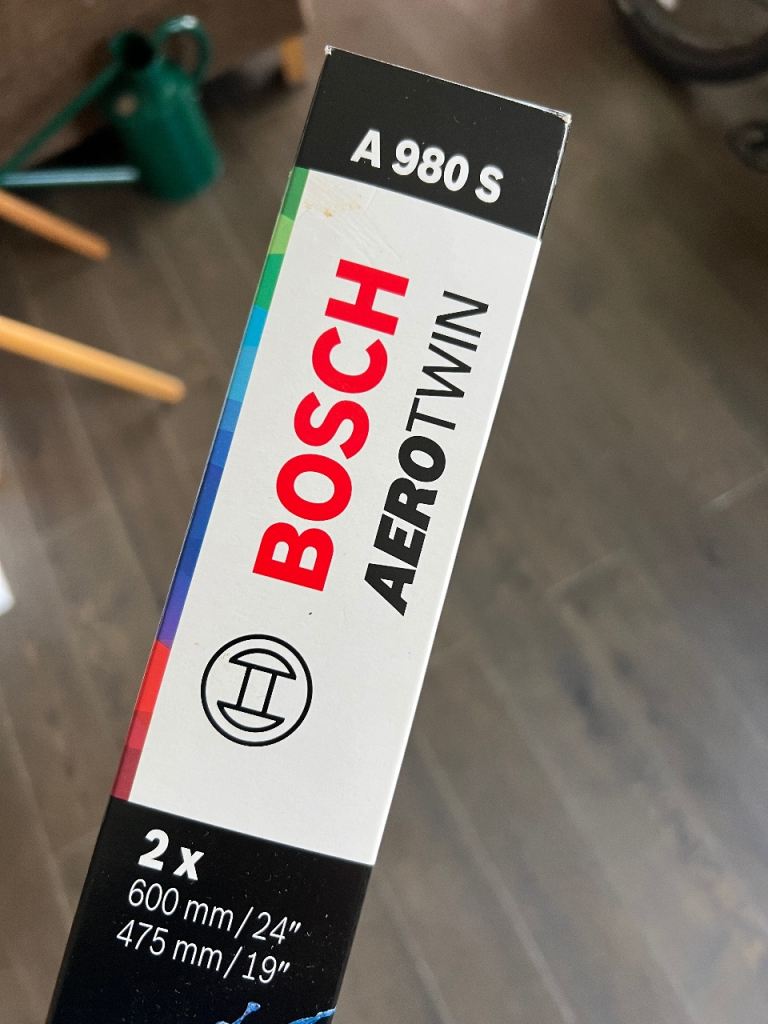 A 980 S
BOSCH
AEROTWIN
2 x
600 mm/24″
475 mm/19″